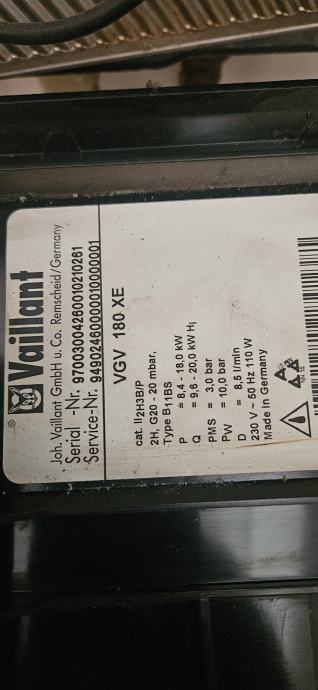 Vaillant
Joh. Vaillant GmbH u. Co. Remscheid/Germany
Serial -Nr. 97003004260010210261
Service-Nr. 94902460000010000001
VGV 180 XE
cat. II2H3B/P
2H, G20 - 20 mbar,
Type B11BS
P = 8,4 - 18,0 kW
Q = 9,6 - 20,0 kW Hi
PMS = 3,0 bar
PW = 10,0 bar
D = 8,5 l/min
230 V ~ 50 Hz 110 W
Made in Germany